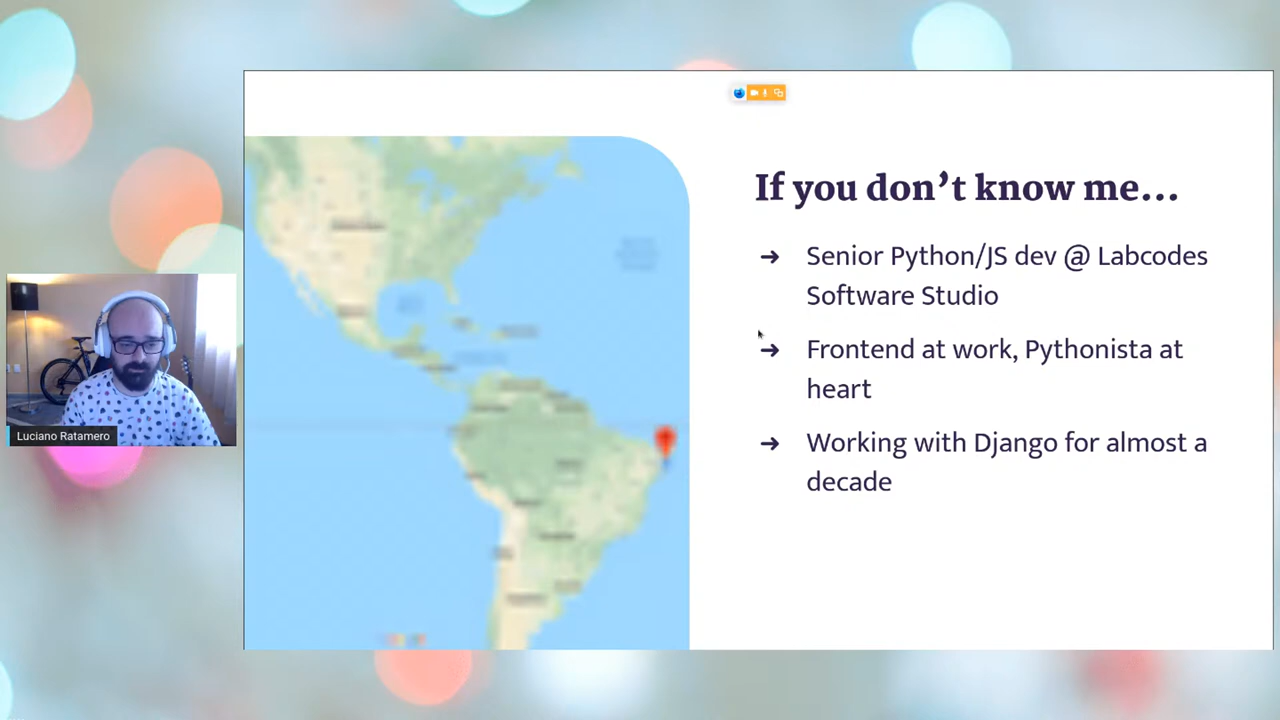 If you don’t know me...
➜ Senior Python/JS dev @ Labcodes
Software Studio
➜ Frontend at work, Pythonista at
heart
➜ Working with Django for almost a
decade
Luciano Ratamero